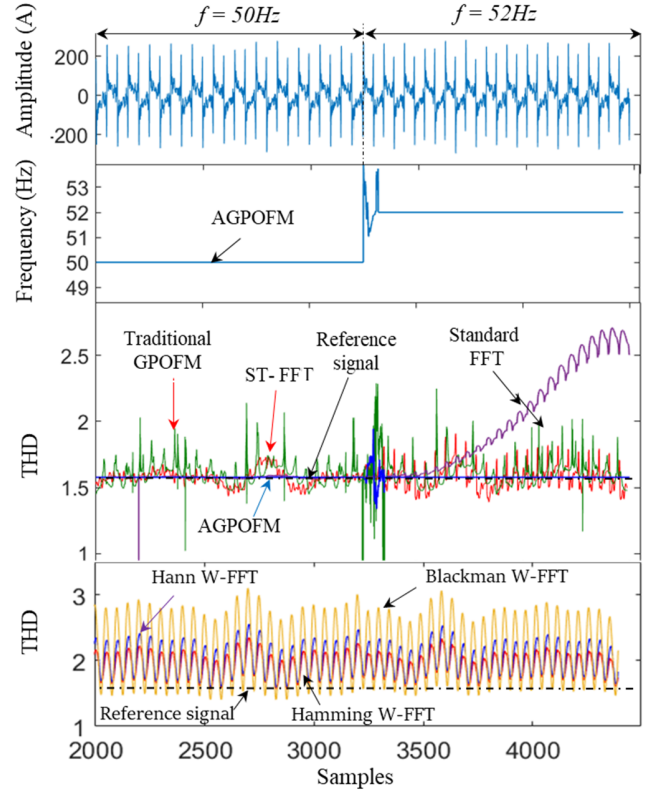 f = 50Hz
f = 52Hz
Amplitude (A)
200
0
-200
Frequency (Hz)
53
52
51
50
49
AGPOFM
THD
2.5
2
1.5
1
Traditional
GPOFM
ST-FFT
Reference
signal
Standard
FFT
AGPOFM
THD
3
2
1
Hann W-FFT
Blackman W-FFT
Reference signal
Hamming W-FFT
2000
2500
3000
3500
4000
Samples